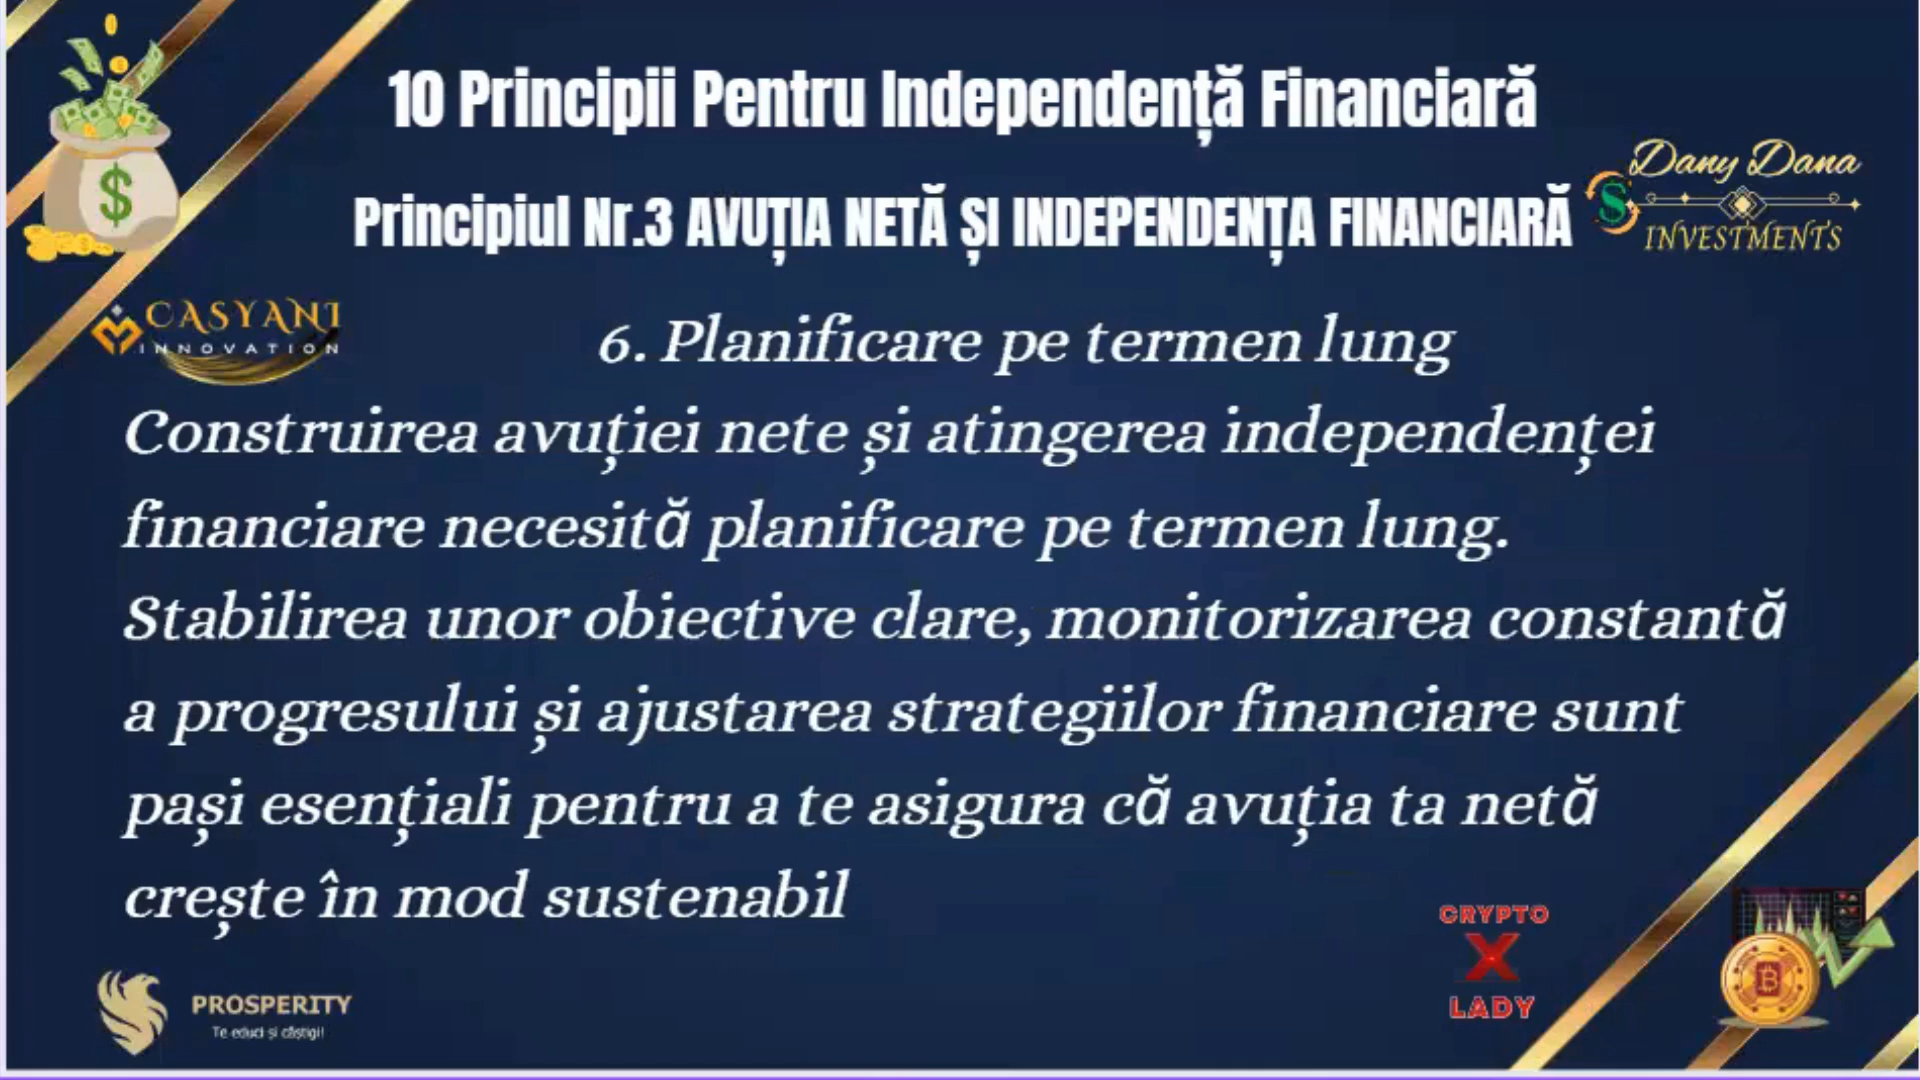 10 Principii Pentru Independență Financiară
Principiul Nr.3 AVUȚIA NETĂ ȘI INDEPENDENȚA FINANCIARĂ
Dany Dana
INVESTMENTS
CASYANI
INNOVATION
6. Planificare pe termen lung
Construirea avuției nete și atingerea independenței
financiare necesită planificare pe termen lung.
Stabilirea unor obiective clare, monitorizarea constantă
a progresului și ajustarea strategiilor financiare sunt
pași esențiali pentru a te asigura că avuția ta netă
crește în mod sustenabil
CRYPTO
X
LADY
PROSPERITY
Te educi și câștigi!